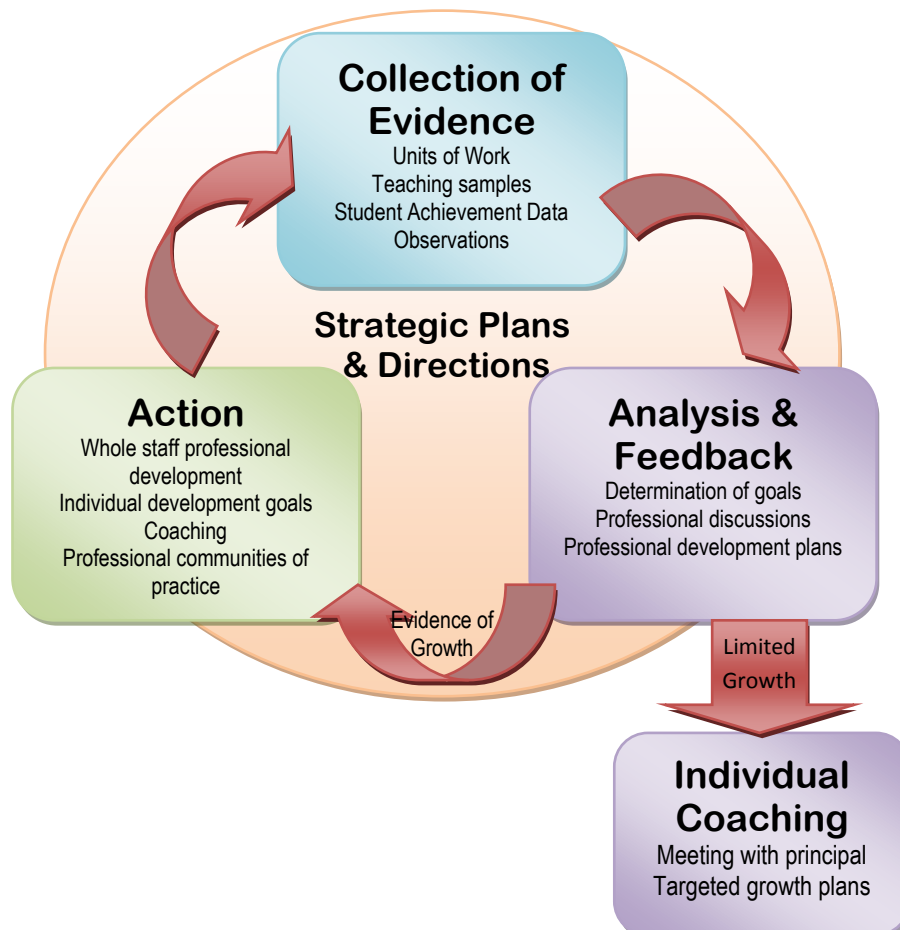 Collection of
Evidence
Units of Work
Teaching samples
Student Achievement Data
Observations
Strategic Plans
& Directions
Action
Whole staff professional
development
Individual development goals
Coaching
Professional communities of
practice
Analysis &
Feedback
Determination of goals
Professional discussions
Professional development plans
Evidence of
Growth
Limited
Growth
Individual
Coaching
Meeting with principal
Targeted growth plans